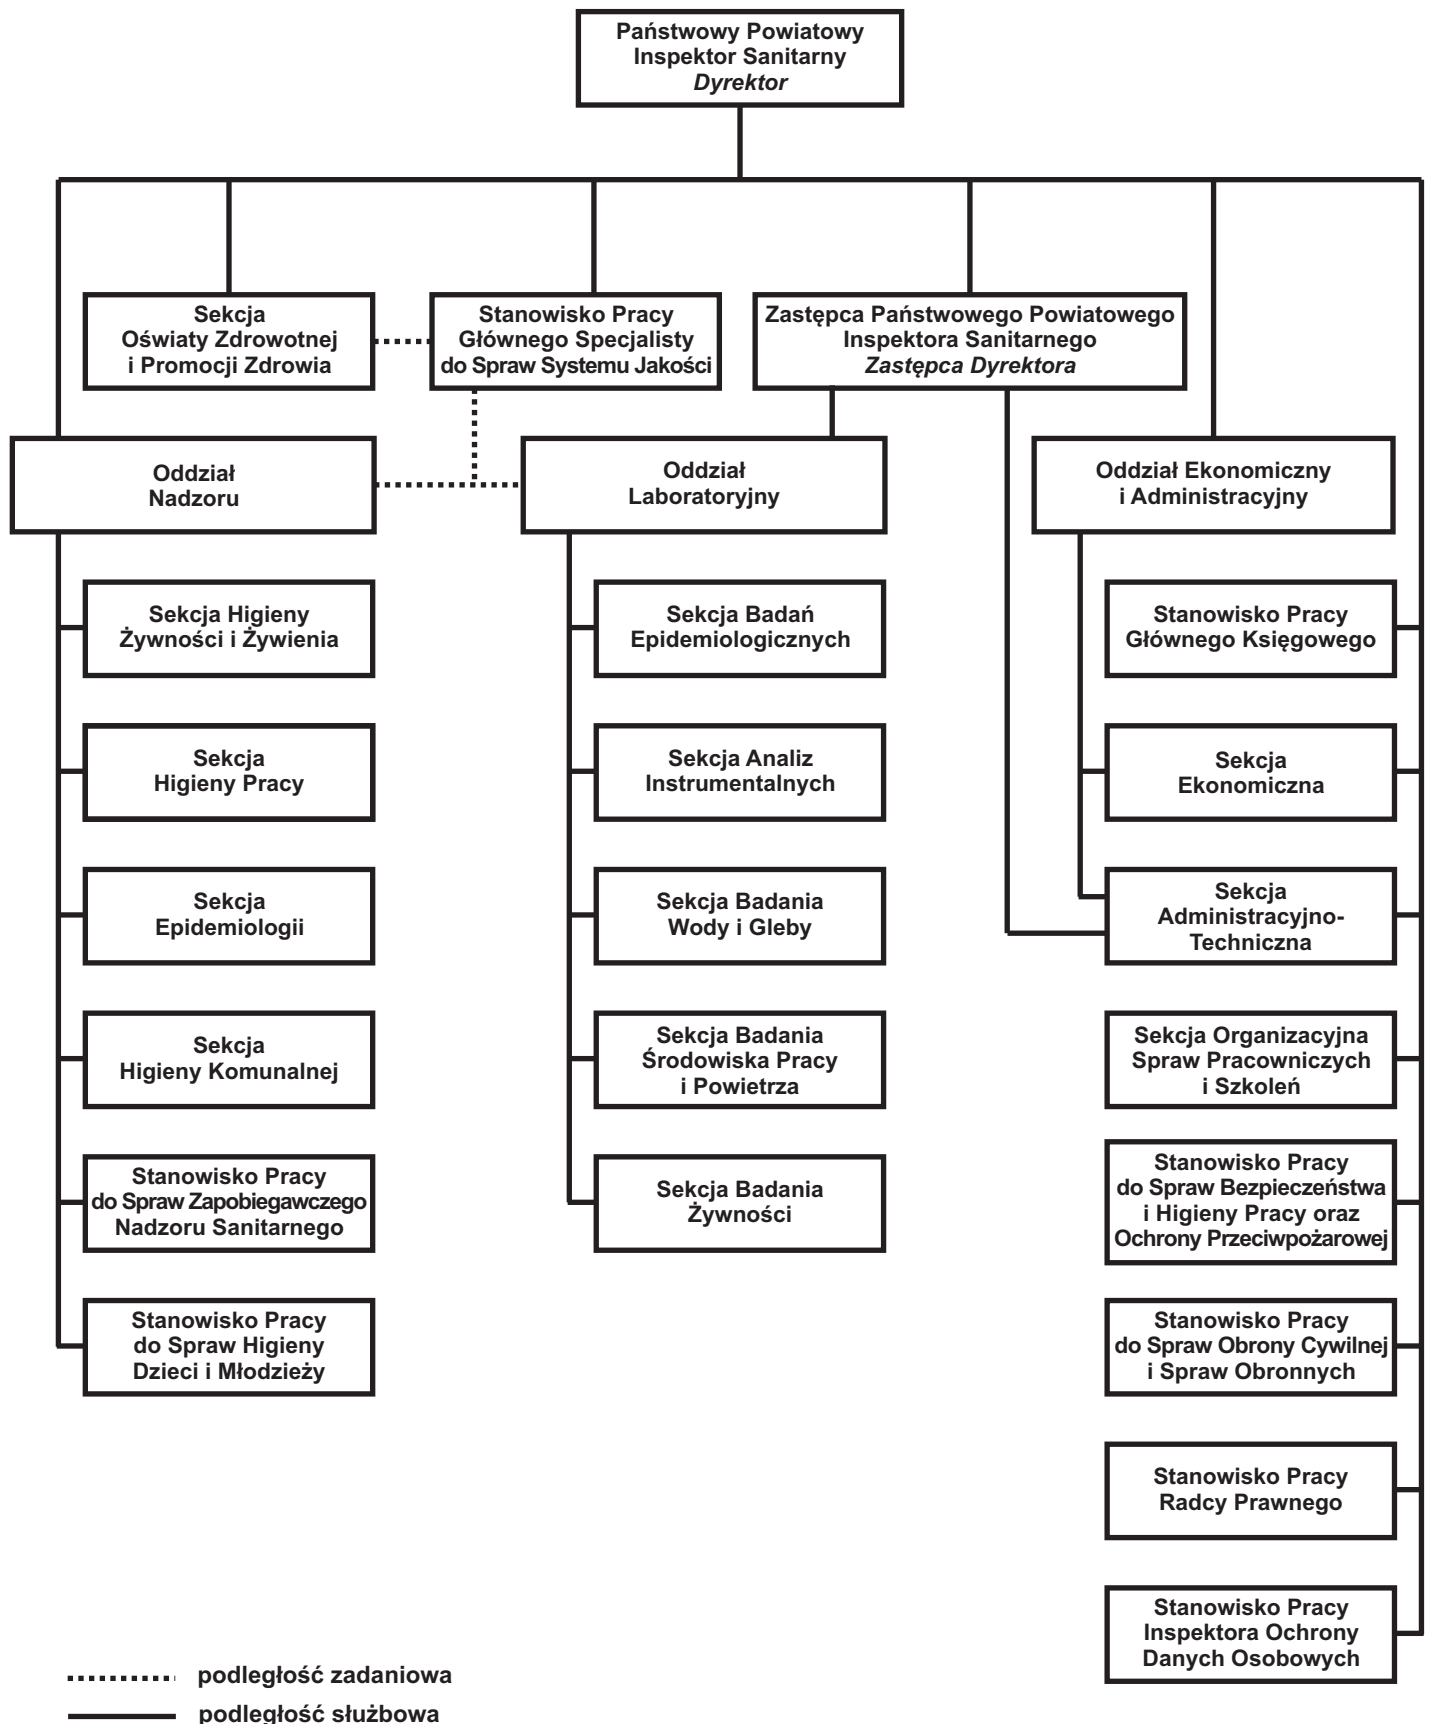 Państwowy Powiatowy
Inspektor Sanitarny
Dyrektor
Sekcja
Oświaty Zdrowotnej
i Promocji Zdrowia
Stanowisko Pracy
Głównego Specjalisty
do Spraw Systemu Jakości
Zastępca Państwowego Powiatowego
Inspektora Sanitarnego
Zastępca Dyrektora
Oddział
Nadzoru
Oddział
Laboratoryjny
Oddział Ekonomiczny
i Administracyjny
Sekcja Higieny
Żywności i Żywienia
Sekcja
Higieny Pracy
Sekcja
Epidemiologii
Sekcja
Higieny Komunalnej
Stanowisko Pracy
do Spraw Zapobiegawczego
Nadzoru Sanitarnego
Stanowisko Pracy
do Spraw Higieny
Dzieci i Młodzieży
Sekcja Badań
Epidemiologicznych
Sekcja Analiz
Instrumentalnych
Sekcja Badania
Wody i Gleby
Sekcja Badania
Środowiska Pracy
i Powietrza
Sekcja Badania
Żywności
Stanowisko Pracy
Głównego Księgowego
Sekcja
Ekonomiczna
Sekcja
Administracyjno-
Techniczna
Sekcja Organizacyjna
Spraw Pracowniczych
i Szkoleń
Stanowisko Pracy
do Spraw Bezpieczeństwa
i Higieny Pracy oraz
Ochrony Przeciwpożarowej
Stanowisko Pracy
do Spraw Obrony Cywilnej
i Spraw Obronnych
Stanowisko Pracy
Radcy Prawnego
Stanowisko Pracy
Inspektora Ochrony
Danych Osobowych
podległość zadaniowa
podległość służbowa